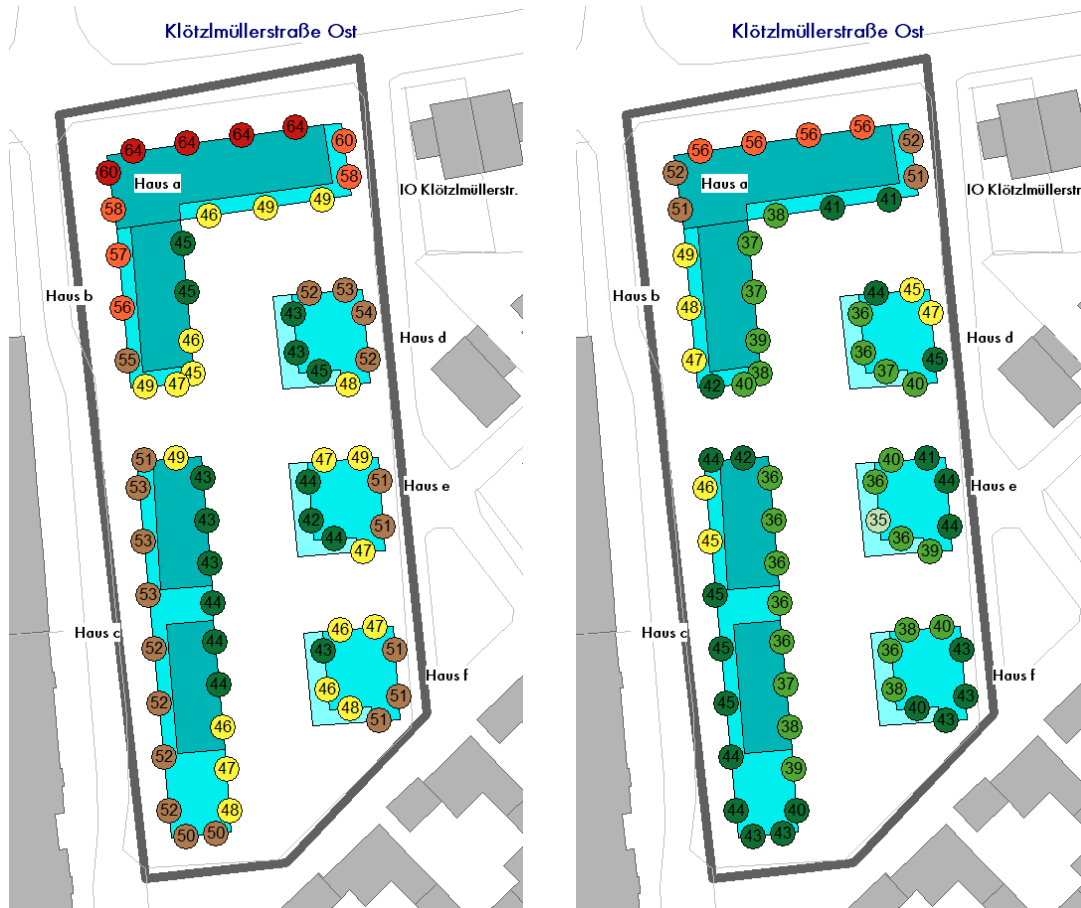 Klötzlmüllerstraße Ost
64 64 64 64 60
60 58
Haus a
58 46 49 49
IO Klötzlmüllerstr.
57 45
Haus b
56 45 52 53
43 54
46 Haus d
55 43 52
49 47 45 45 48
51 49 47 49
53 43 44 51 Haus e
53 43 42 51
43 44 47
53 44 46 47
Haus c
52 44 43 51
44 46 51 Haus f
52 46 48 51
52 47
52 48
50 50
Klötzlmüllerstraße Ost
56 56 56 56 52
52 51
Haus a
51 38 41 41
IO Klötzlmüllerstr.
49 37
Haus b
48 37 44 45
36 47
39 Haus d
47 36 45
42 40 38 37 40
44 42 40 41
46 36 36 44 Haus e
45 36 35 44
36 36 39
45 36 38 40
Haus c
45 36 36 43
37 38 43 Haus f
45 38 40 43
44 39
44 40
43 43